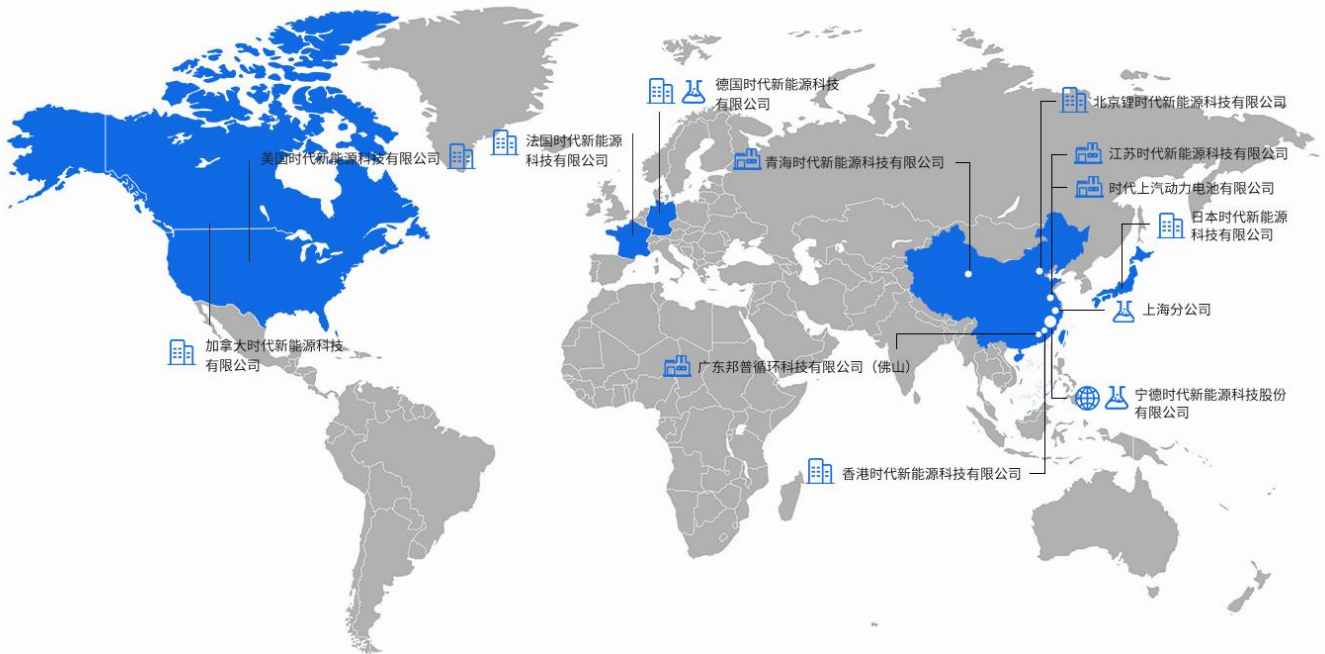 德国时代新能源科技
有限公司
北京锂时代新能源科技有限公司
法国时代新能源
科技有限公司
美国时代新能源科技有限公司
青海时代新能源科技有限公司
江苏时代新能源科技有限公司
时代上汽动力电池有限公司
日本时代新能源
科技有限公司
上海分公司
加拿大时代新能源科技
有限公司
广东邦普循环科技有限公司（佛山）
宁德时代新能源科技股份
有限公司
香港时代新能源科技有限公司